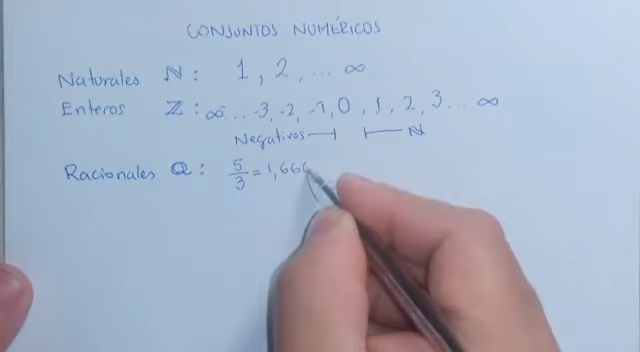 CONJUNTOS NUMÉRICOS
Naturales ℕ: 1, 2, ... ∞
Enteros ℤ: ∞⁻... -3, -2, -1, 0, 1, 2, 3... ∞
Negativos ℕ
Racionales ℚ: 5/3 = 1,666